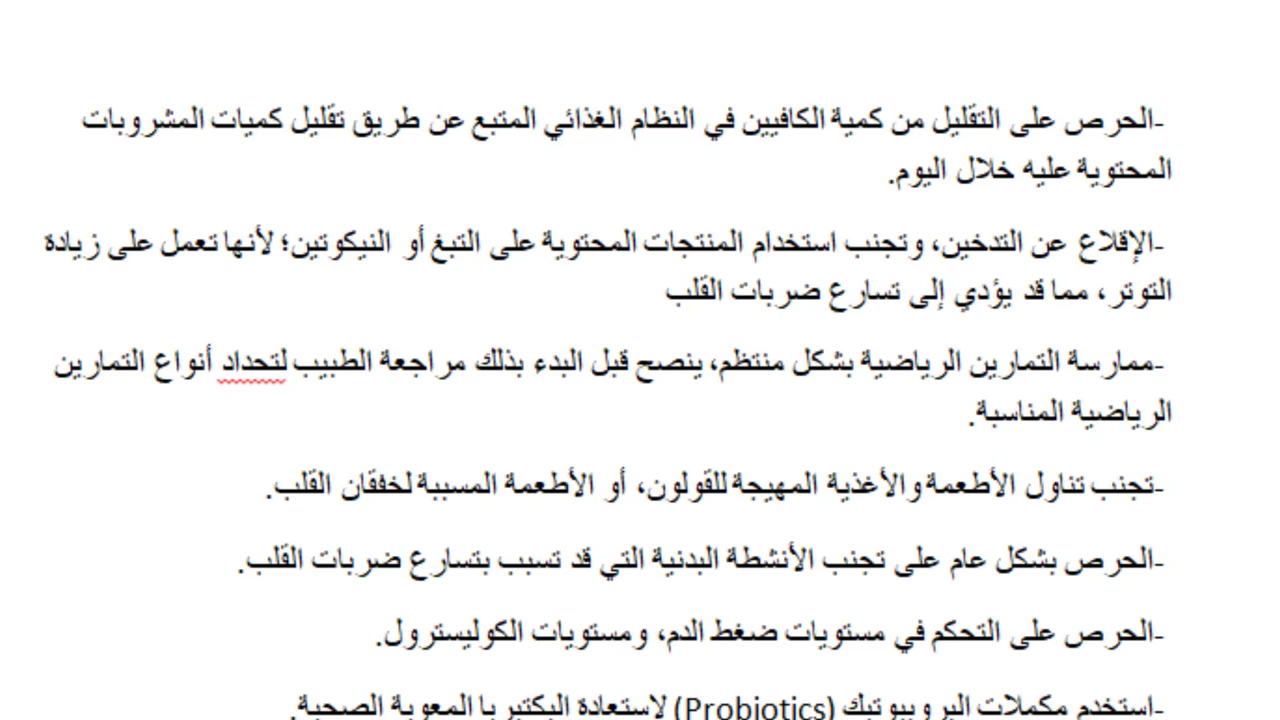 -الحرص على التقليل من كمية الكافيين في النظام الغذائي المتبع عن طريق تقليل كميات المشروبات
المحتوية عليه خلال اليوم.
-الإقلاع عن التدخين، وتجنب استخدام المنتجات المحتوية على التبغ أو النيكوتين؛ لأنها تعمل على زيادة
التوتر، مما قد يؤدي إلى تسارع ضربات القلب
-ممارسة التمارين الرياضية بشكل منتظم، ينصح قبل البدء بذلك مراجعة الطبيب لتحداد أنواع التمارين
الرياضية المناسبة.
-تجنب تناول الأطعمة والأغذية المهيجة للقولون، أو الأطعمة المسببة لخفقان القلب.
-الحرص بشكل عام على تجنب الأنشطة البدنية التي قد تسبب بتسارع ضربات القلب.
-الحرص على التحكم في مستويات ضغط الدم، ومستويات الكوليسترول.
-استخدم مكملات البروبيوتيك (Probiotics) لاستعادة البكتيريا المعوية الصحية.